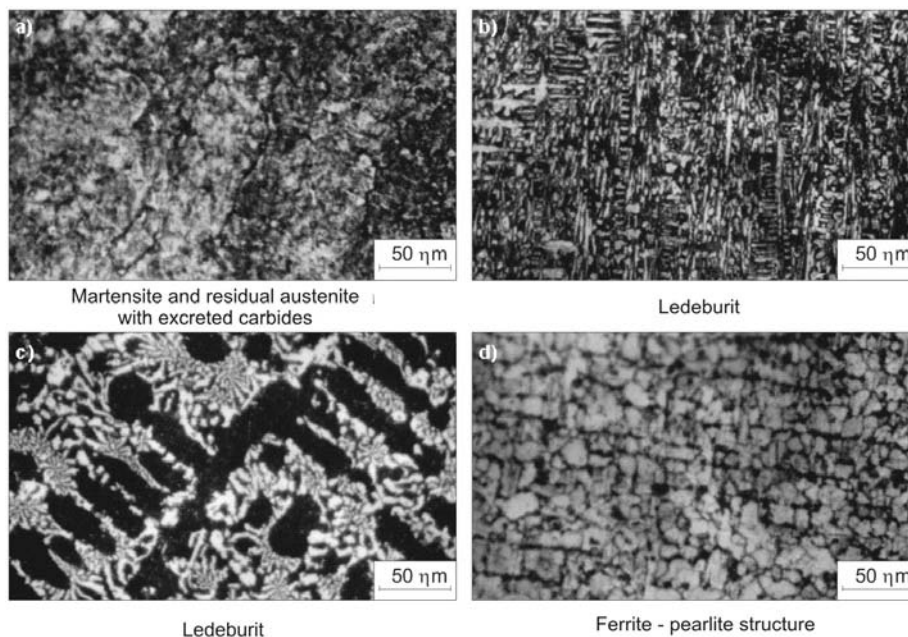 a)
50 ηm
Martensite and residual austenite
with excreted carbides
b)
50 ηm
Ledeburit
c)
50 ηm
Ledeburit
d)
50 ηm
Ferrite - pearlite structure